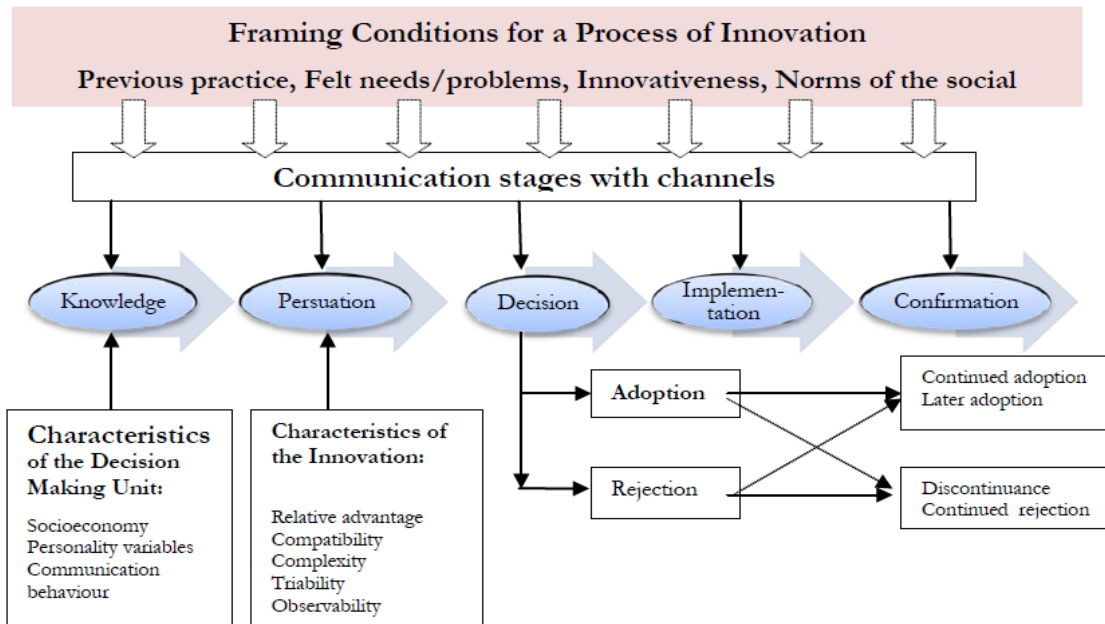 Framing Conditions for a Process of Innovation
Previous practice, Felt needs/problems, Innovativeness, Norms of the social
Communication stages with channels
Knowledge
Persuation
Decision
Implemen-
tation
Confirmation
Adoption
Rejection
Continued adoption
Later adoption
Discontinuance
Continued rejection
Characteristics
of the Decision
Making Unit:
Socioeconomy
Personality variables
Communication
behaviour
Characteristics of
the Innovation:
Relative advantage
Compatibility
Complexity
Triability
Observability